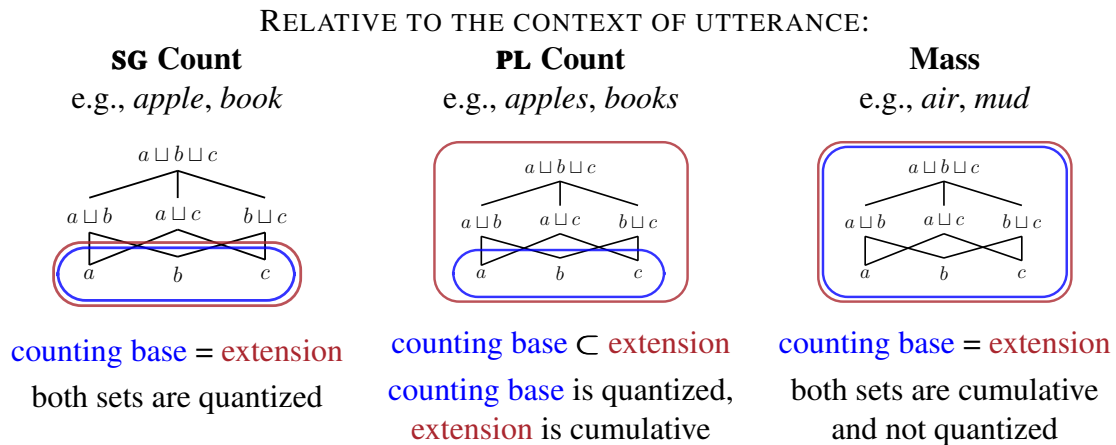 RELATIVE TO THE CONTEXT OF UTTERANCE:
SG Count
e.g., apple, book
a ⊔ b ⊔ c
a ⊔ b a ⊔ c b ⊔ c
a b c
counting base = extension
both sets are quantized
PL Count
e.g., apples, books
a ⊔ b ⊔ c
a ⊔ b a ⊔ c b ⊔ c
a b c
counting base ⊂ extension
counting base is quantized,
extension is cumulative
Mass
e.g., air, mud
a ⊔ b ⊔ c
a ⊔ b a ⊔ c b ⊔ c
a b c
counting base = extension
both sets are cumulative
and not quantized